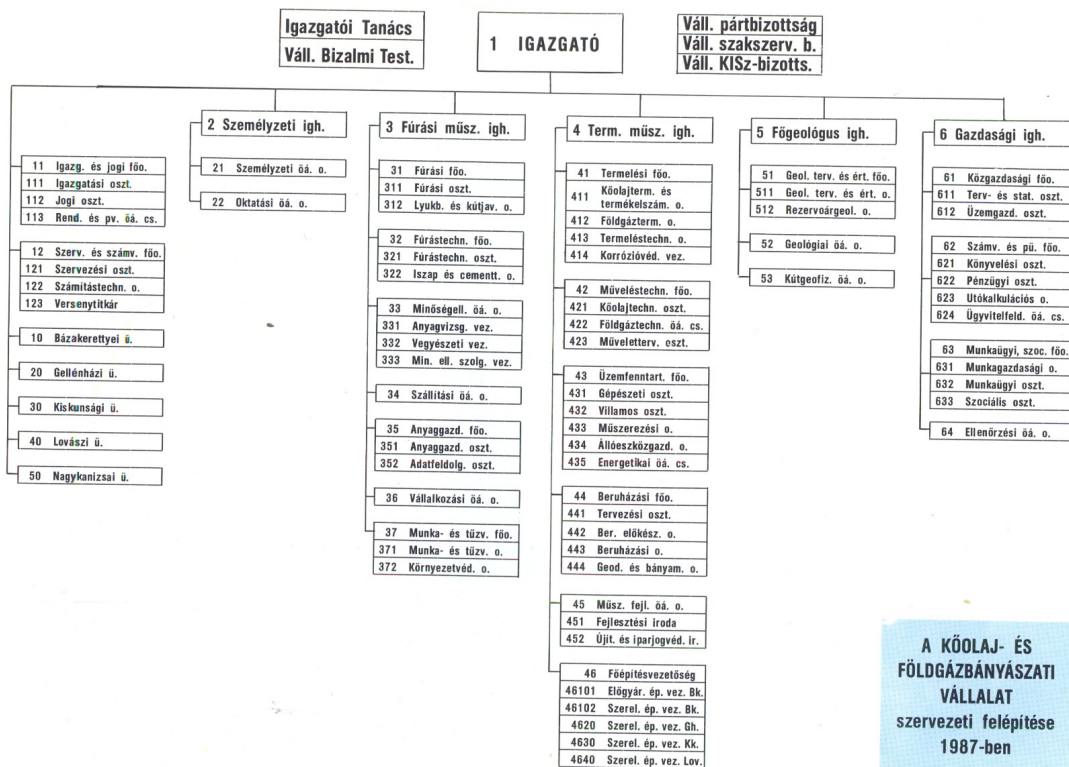 Igazgatói Tanács
Váll. Bizalmi Test.
1 IGAZGATÓ
Váll. pártbizottság
Váll. szakszerv. b.
Váll. KISz-bizotts.
11 Igazg. és jogi főo.
111 Igazgatási oszt.
112 Jogi oszt.
113 Rend. és pv. öá. cs.
12 Szerv. és számv. főo.
121 Szervezési oszt.
122 Számítástechn. o.
123 Versenytitkár
10 Bázakerettyei ü.
20 Gellénházi ü.
30 Kiskunsági ü.
40 Lovászi ü.
50 Nagykanizsai ü.
2 Személyzeti igh.
21 Személyzeti öá. o.
22 Oktatási öá. o.
3 Fúrási műsz. igh.
31 Fúrási főo.
311 Fúrási oszt.
312 Lyukb. és kútjav. o.
32 Fúrástechn. főo.
321 Fúrástechn. oszt.
322 Iszap és cementt. o.
33 Minőségell. öá. o.
331 Anyagvizsg. vez.
332 Vegyészeti vez.
333 Min. ell. szolg. vez.
34 Szállítási öá. o.
35 Anyaggazd. főo.
351 Anyaggazd. oszt.
352 Adatfeldolg. oszt.
36 Vállalkozási öá. o.
37 Munka- és tűzv. főo.
371 Munka- és tűzv. o.
372 Környezetvéd. o.
4 Term. műsz. igh.
41 Termelési főo.
411 Kőolajterm. és
termékelszám. o.
412 Földgázterm. o.
413 Termeléstechn. o.
414 Korrózióvéd. vez.
42 Műveléstechn. főo.
421 Kőolajtechn. oszt.
422 Földgáztechn. öá. cs.
423 Műveletterv. oszt.
43 Üzemfenntart. főo.
431 Gépészeti oszt.
432 Villamos oszt.
433 Műszerezési o.
434 Állóeszközgazd. o.
435 Energetikai öá. cs.
44 Beruházási főo.
441 Tervezési oszt.
442 Ber. előkész. o.
443 Beruházási o.
444 Geod. és bányam. o.
45 Műsz. fejl. öá. o.
451 Fejlesztési iroda
452 Újít. és iparjogvéd. ir.
46 Főépítésvezetőség
46101 Előgyár. ép. vez. Bk.
46102 Szerel. ép. vez. Bk.
4620 Szerel. ép. vez. Gh.
4630 Szerel. ép. vez. Kk.
4640 Szerel. ép. vez. Lov.
5 Főgeológus igh.
51 Geol. terv. és ért. főo.
511 Geol. terv. és ért. o.
512 Rezervoárgeol. o.
52 Geológiai öá. o.
53 Kútgeofiz. öá. o.
6 Gazdasági igh.
61 Közgazdasági főo.
611 Terv- és stat. oszt.
612 Üzemgazd. oszt.
62 Számv. és pü. főo.
621 Könyvelési oszt.
622 Pénzügyi oszt.
623 Utókalkulációs o.
624 Ügyvitelfeld. öá. cs.
63 Munkaügyi, szoc. főo.
631 Munkagazdasági o.
632 Munkaügyi oszt.
633 Szociális oszt.
64 Ellenőrzési öá. o.
A KŐOLAJ- ÉS
FÖLDGÁZBÁNYÁSZATI
VÁLLALAT
szervezeti felépítése
1987-ben